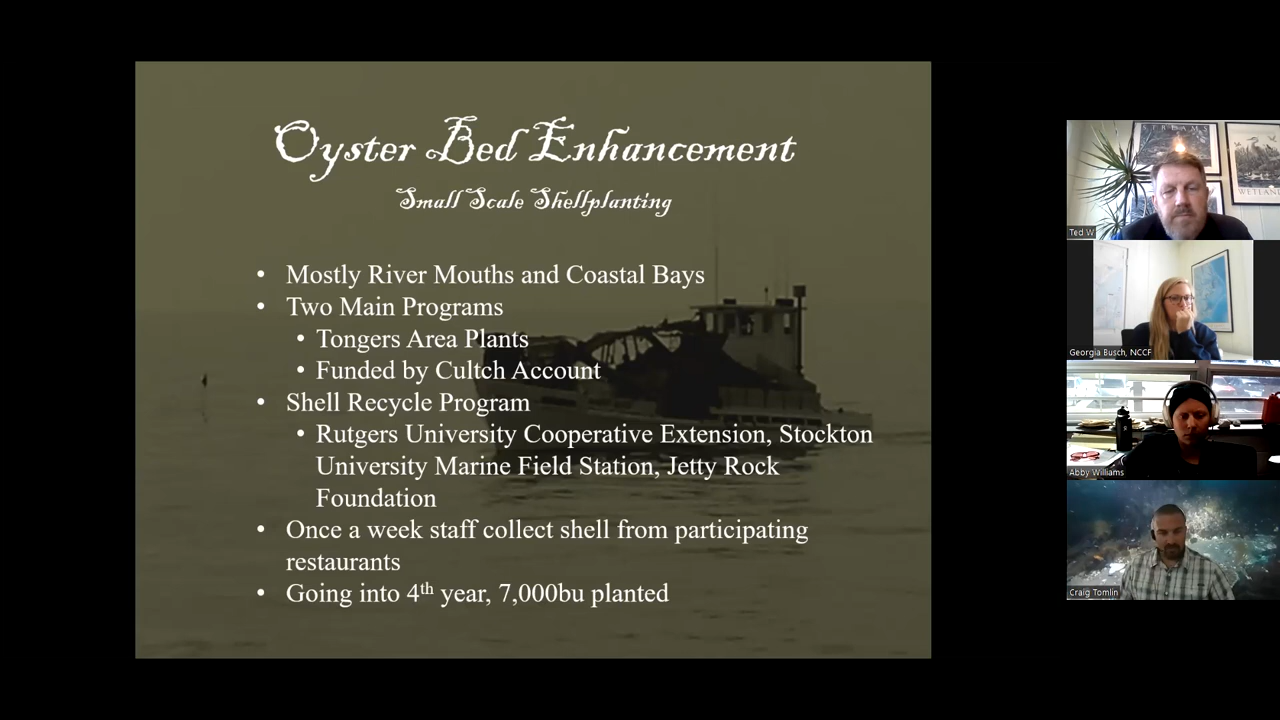 Oyster Bed Enhancement
Small Scale Shellplanting
• Mostly River Mouths and Coastal Bays
• Two Main Programs
• Tongers Area Plants
• Funded by Cultch Account
• Shell Recycle Program
• Rutgers University Cooperative Extension, Stockton
University Marine Field Station, Jetty Rock
Foundation
• Once a week staff collect shell from participating
restaurants
• Going into 4th year, 7,000bu planted
WETLAN
Ted W
Georgia Busch, NCCF
Abby Williams
Craig Tomlin